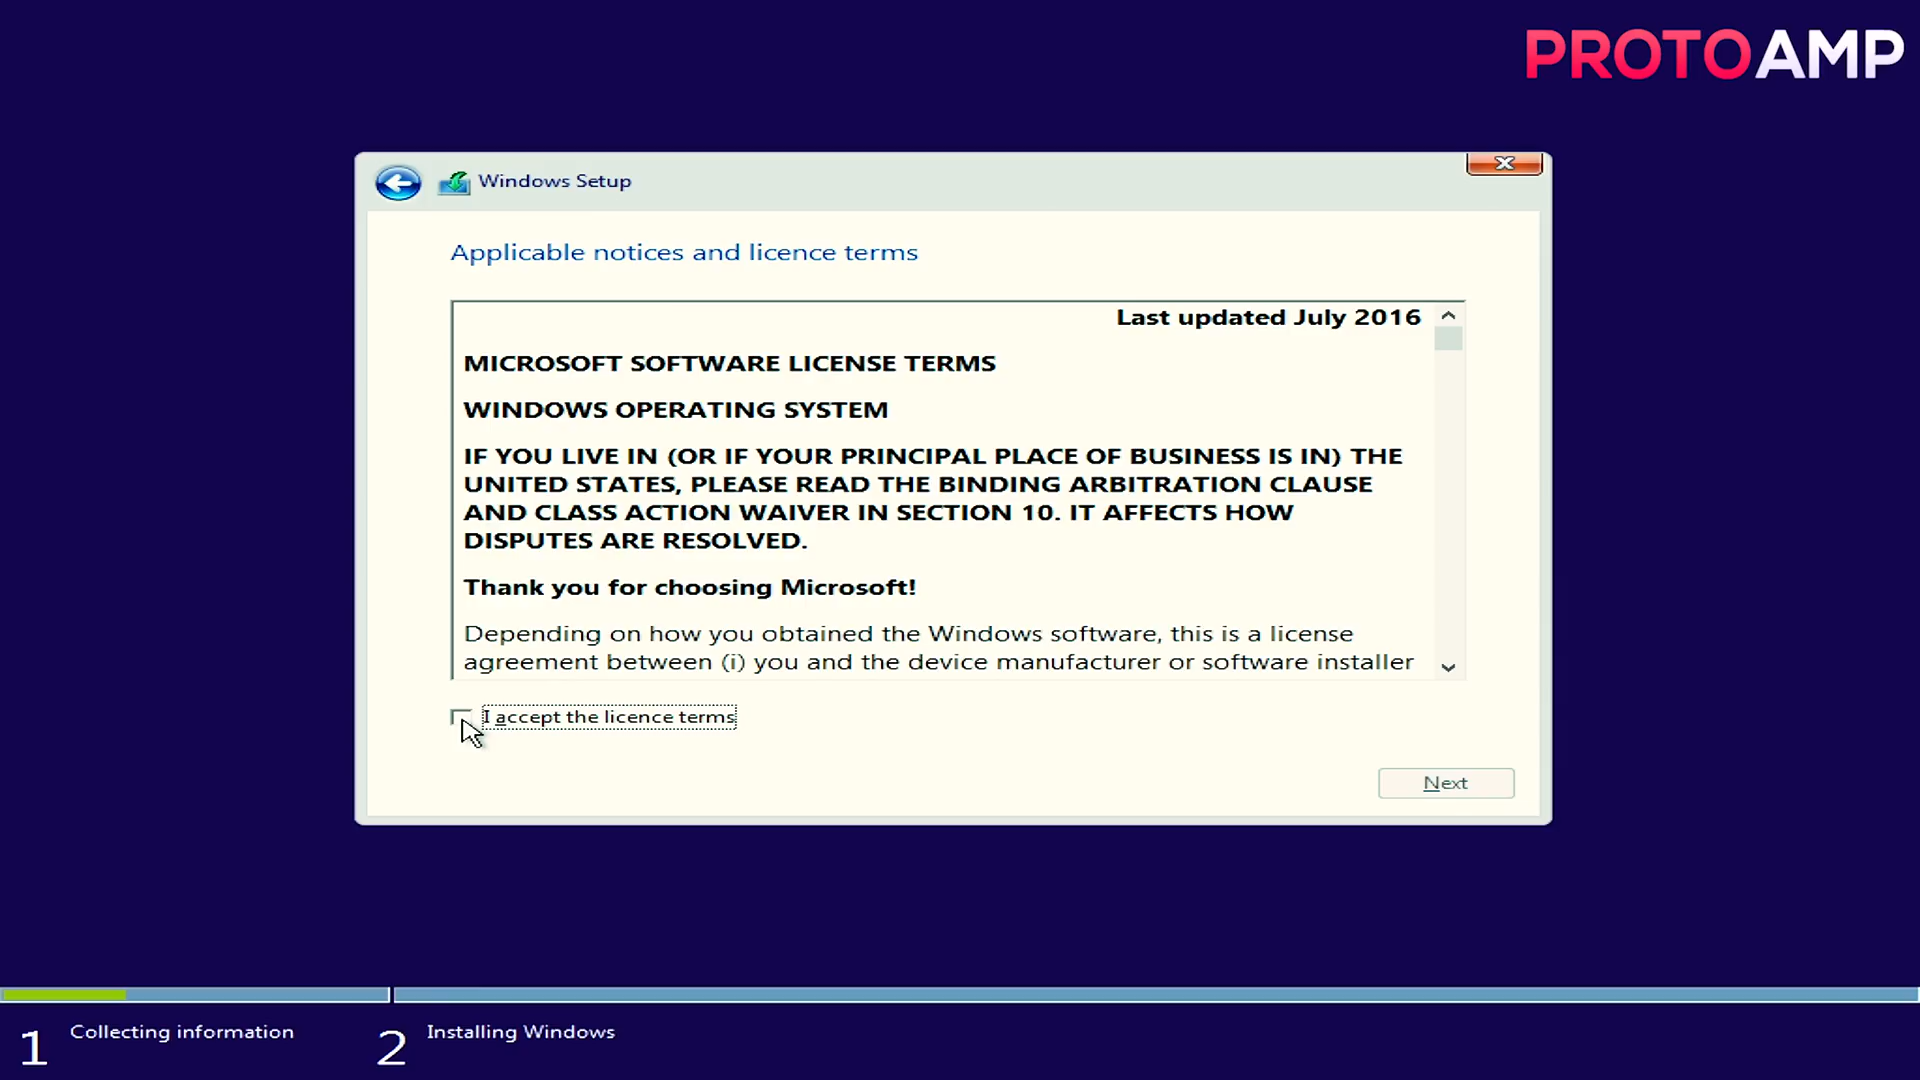 PROTOAMP
Windows Setup
Applicable notices and licence terms
Last updated July 2016
MICROSOFT SOFTWARE LICENSE TERMS
WINDOWS OPERATING SYSTEM
IF YOU LIVE IN (OR IF YOUR PRINCIPAL PLACE OF BUSINESS IS IN) THE
UNITED STATES, PLEASE READ THE BINDING ARBITRATION CLAUSE
AND CLASS ACTION WAIVER IN SECTION 10. IT AFFECTS HOW
DISPUTES ARE RESOLVED.
Thank you for choosing Microsoft!
Depending on how you obtained the Windows software, this is a license
agreement between (i) you and the device manufacturer or software installer
I accept the licence terms
Next
1 Collecting information
2 Installing Windows